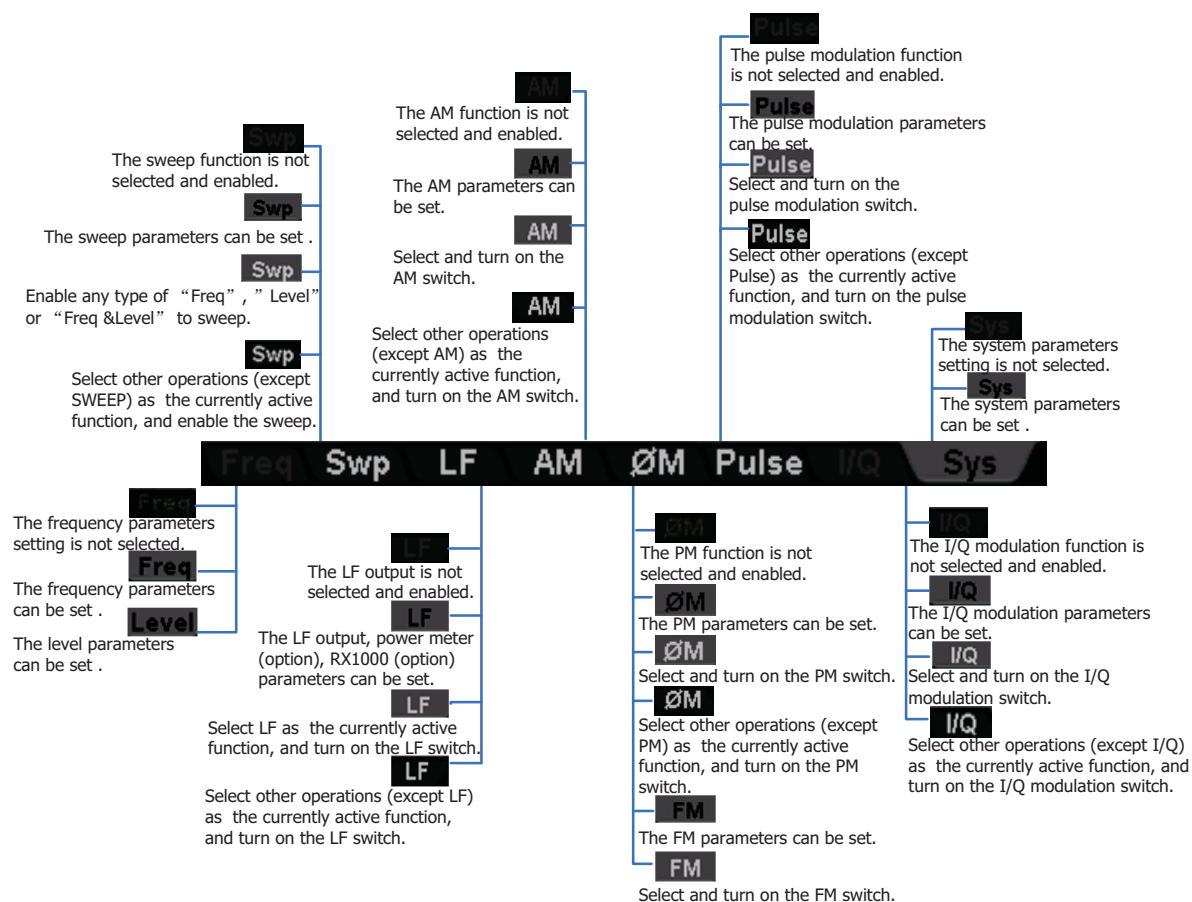 Pulse
The pulse modulation function
is not selected and enabled.
Pulse
The pulse modulation parameters
can be set.
Pulse
Select and turn on the
pulse modulation switch.
Pulse
Select other operations (except
Pulse) as the currently active
function, and turn on the pulse
modulation switch.
AM
The AM function is not
selected and enabled.
AM
The AM parameters can
be set.
AM
Select and turn on the
AM switch.
AM
Select other operations
(except AM) as the
currently active function,
and turn on the AM switch.
Swp
The sweep function is not
selected and enabled.
Swp
The sweep parameters can be set .
Swp
Enable any type of “Freq” , ” Level”
or “Freq &Level” to sweep.
Swp
Select other operations (except
SWEEP) as the currently active
function, and enable the sweep.
Sys
The system parameters
setting is not selected.
Sys
The system parameters
can be set .
Freq Swp LF AM ØM Pulse I/Q Sys
Freq
The frequency parameters
setting is not selected.
Freq
The frequency parameters
can be set .
Level
The level parameters
can be set .
LF
The LF output is not
selected and enabled.
LF
The LF output, power meter
(option), RX1000 (option)
parameters can be set.
LF
Select LF as the currently active
function, and turn on the LF switch.
LF
Select other operations (except LF)
as the currently active function,
and turn on the LF switch.
ØM
The PM function is not
selected and enabled.
ØM
The PM parameters can be set.
ØM
Select and turn on the PM switch.
ØM
Select other operations (except
PM) as the currently active
function, and turn on the PM
switch.
FM
The FM parameters can be set.
FM
Select and turn on the FM switch.
I/Q
The I/Q modulation function is
not selected and enabled.
I/Q
The I/Q modulation parameters
can be set.
I/Q
Select and turn on the I/Q
modulation switch.
I/Q
Select other operations (except I/Q)
as the currently active function, and
turn on the I/Q modulation switch.